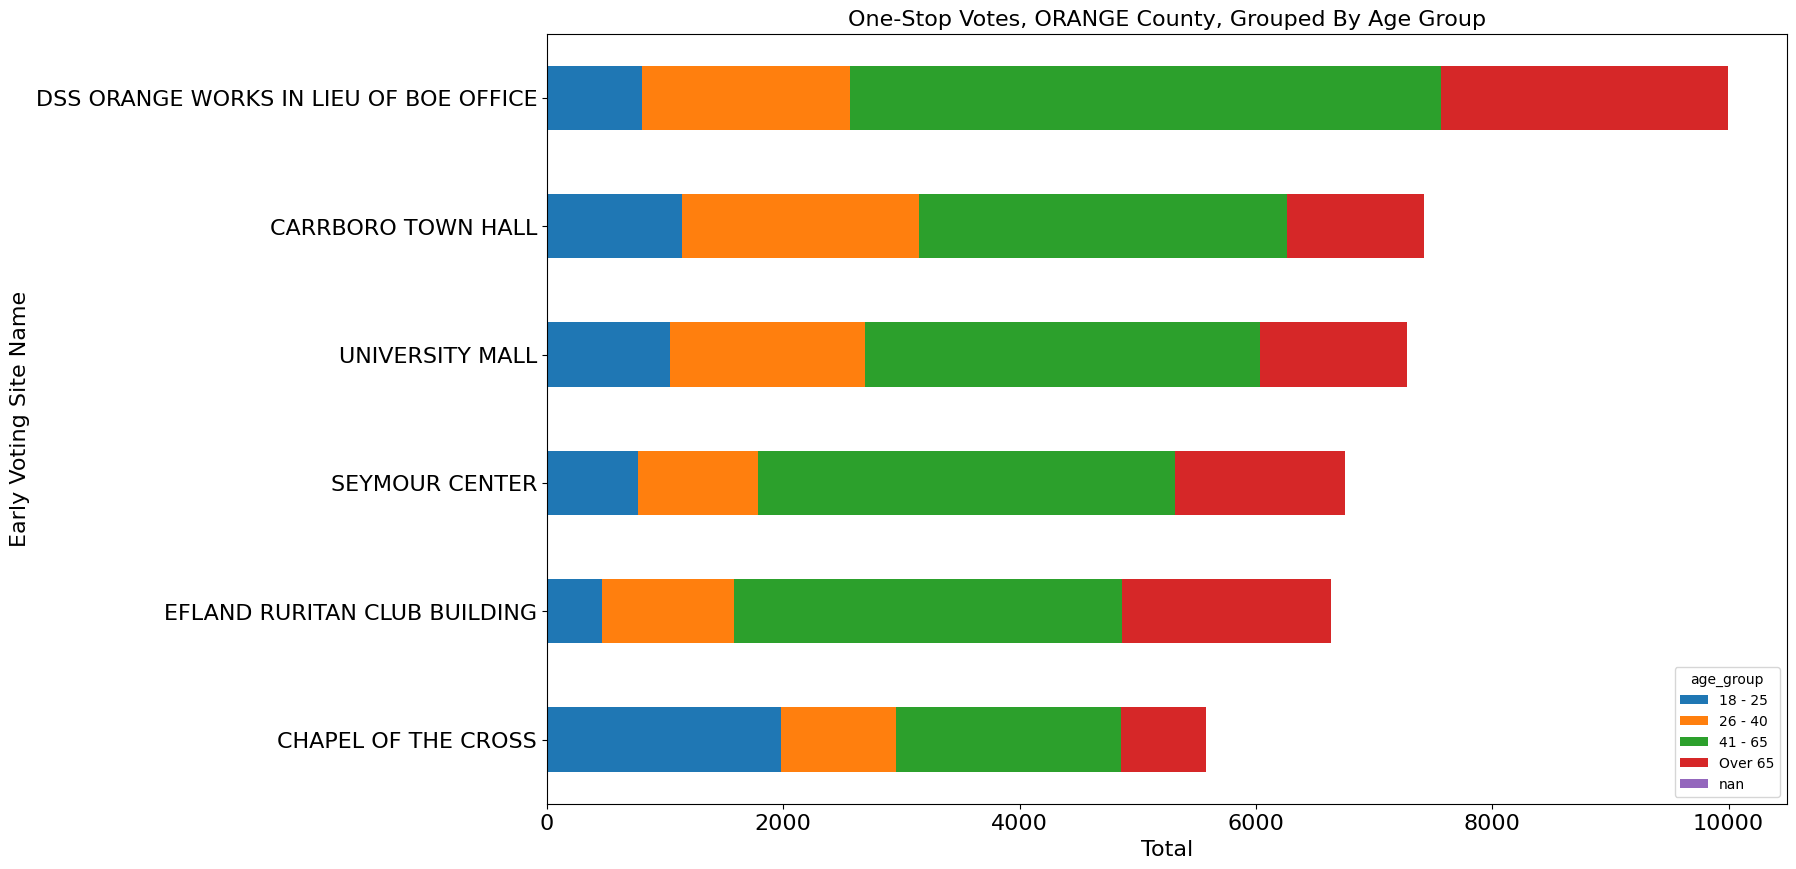 One-Stop Votes, ORANGE County, Grouped By Age Group
Early Voting Site Name
DSS ORANGE WORKS IN LIEU OF BOE OFFICE
CARRBORO TOWN HALL
UNIVERSITY MALL
SEYMOUR CENTER
EFLAND RURITAN CLUB BUILDING
CHAPEL OF THE CROSS
age_group
18 - 25
26 - 40
41 - 65
Over 65
nan
0 2000 4000 6000 8000 10000
Total